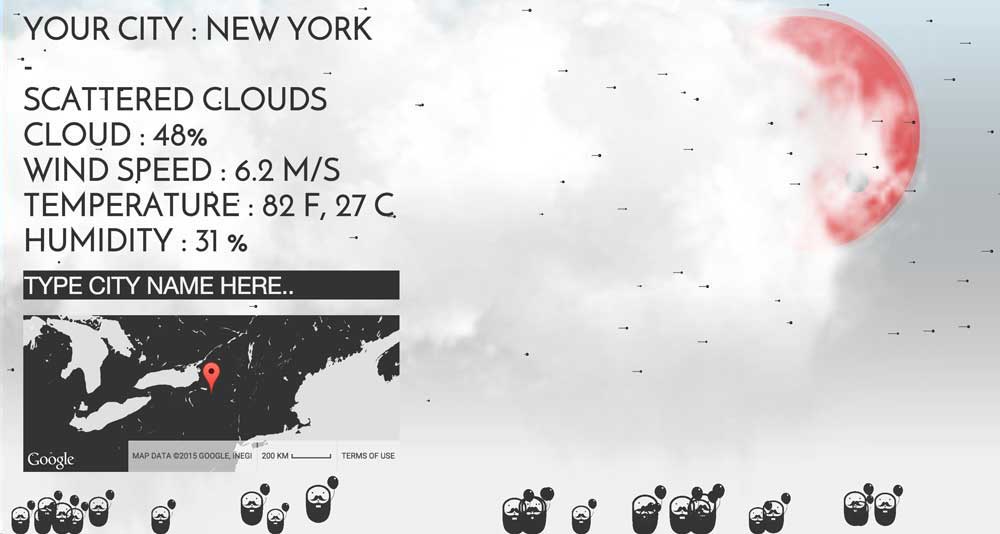 YOUR CITY : NEW YORK
-
SCATTERED CLOUDS
CLOUD : 48%
WIND SPEED : 6.2 M/S
TEMPERATURE : 82 F, 27 C
HUMIDITY : 31 %
TYPE CITY NAME HERE..
Google MAP DATA ©2015 GOOGLE, INEGI 200 KM TERMS OF USE